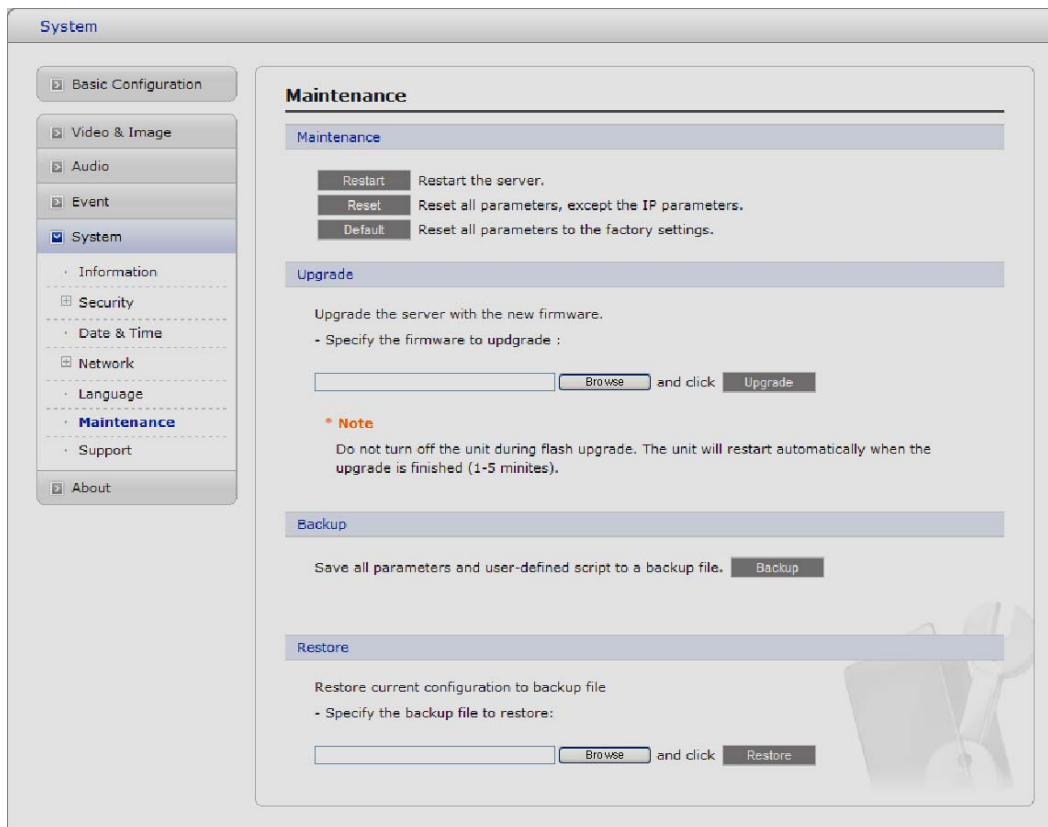 System
Basic Configuration
Video & Image
Audio
Event
System
Information
Security
Date & Time
Network
Language
Maintenance
Support
About
Maintenance
Maintenance
Restart Restart the server.
Reset Reset all parameters, except the IP parameters.
Default Reset all parameters to the factory settings.
Upgrade
Upgrade the server with the new firmware.
- Specify the firmware to updgrade :
Browse and click Upgrade
* Note
Do not turn off the unit during flash upgrade. The unit will restart automatically when the
upgrade is finished (1-5 minites).
Backup
Save all parameters and user-defined script to a backup file. Backup
Restore
Restore current configuration to backup file
- Specify the backup file to restore:
Browse and click Restore